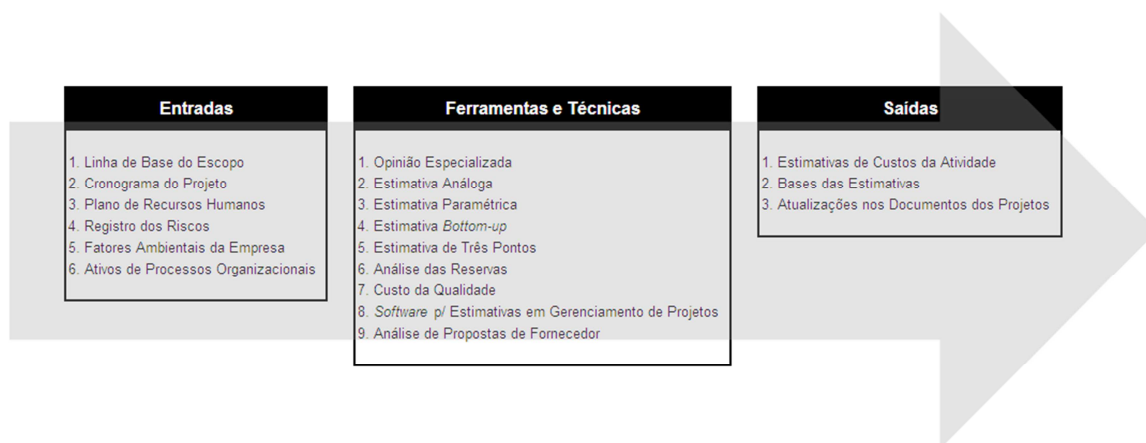 Entradas
1. Linha de Base do Escopo
2. Cronograma do Projeto
3. Plano de Recursos Humanos
4. Registro dos Riscos
5. Fatores Ambientais da Empresa
6. Ativos de Processos Organizacionais
Ferramentas e Técnicas
1. Opinião Especializada
2. Estimativa Análoga
3. Estimativa Paramétrica
4. Estimativa Bottom-up
5. Estimativa de Três Pontos
6. Análise das Reservas
7. Custo da Qualidade
8. Software p/ Estimativas em Gerenciamento de Projetos
9. Análise de Propostas de Fornecedor
Saídas
1. Estimativas de Custos da Atividade
2. Bases das Estimativas
3. Atualizações nos Documentos dos Projetos